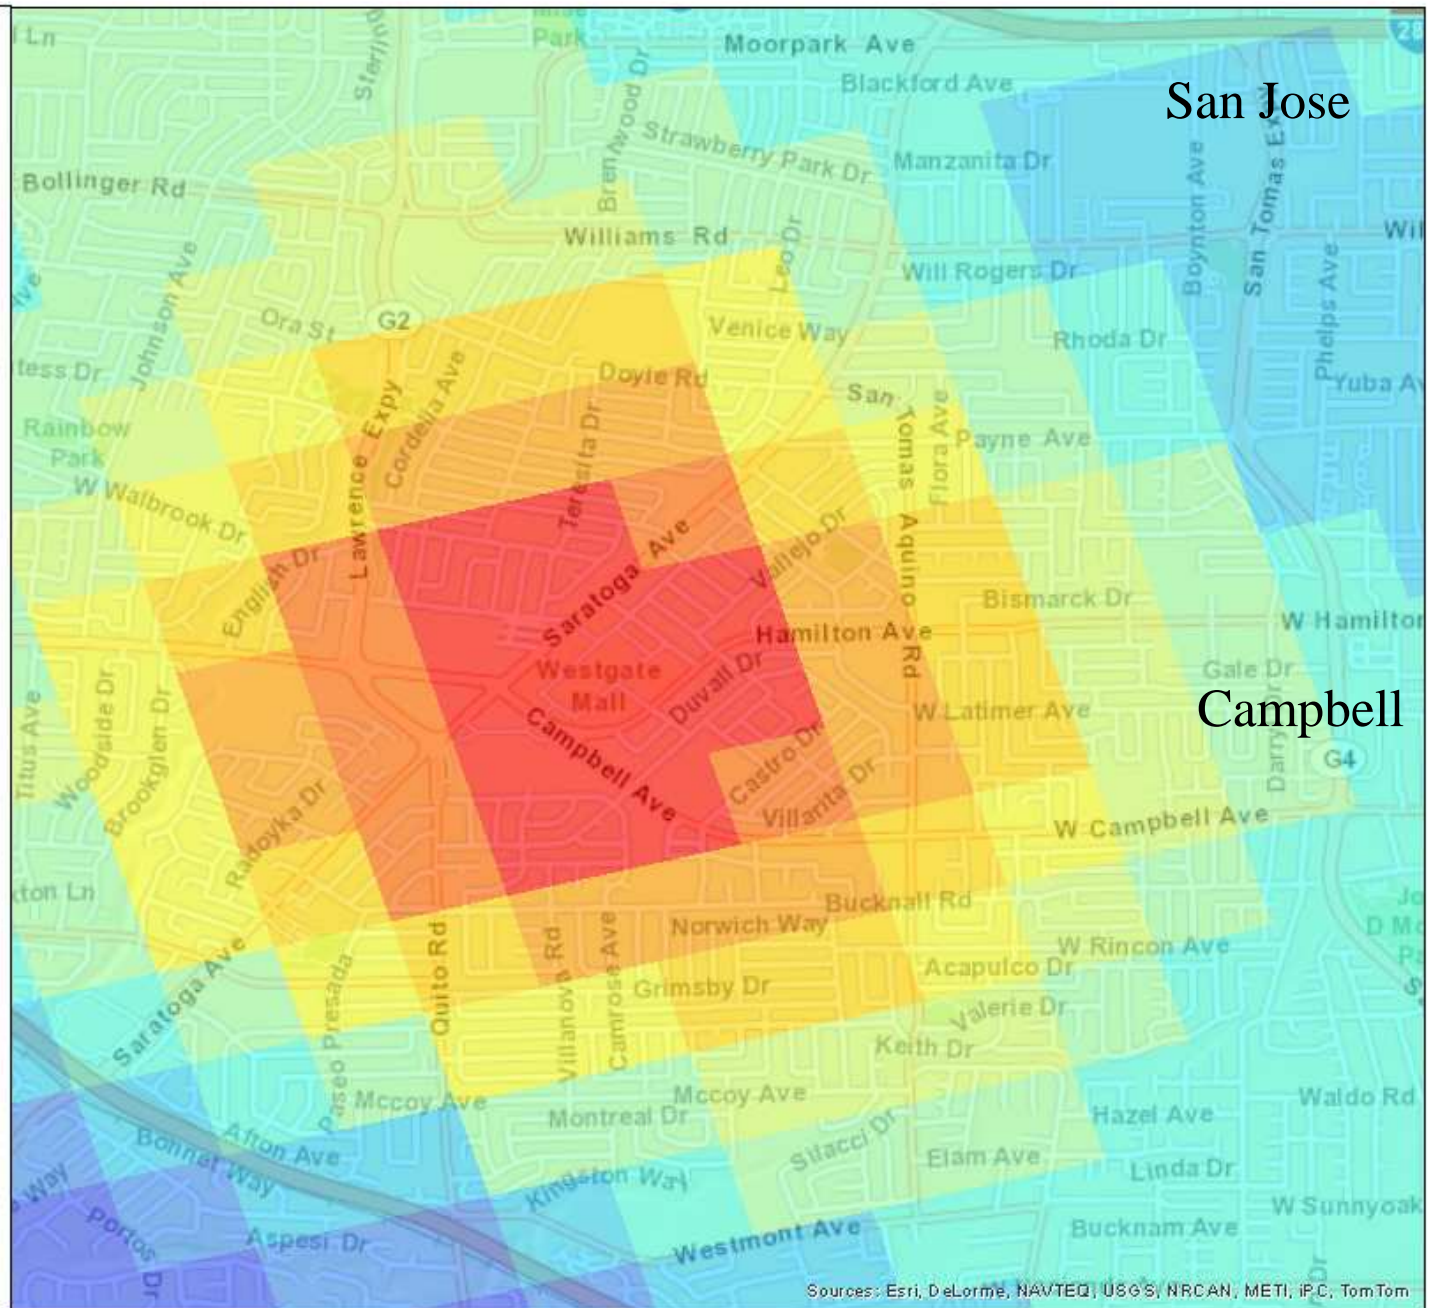 Moorpark Ave
Park
Blackford Ave
San Jose
Brentwood Dr
Strawberry Park Dr
Manzanita Dr
Boynton Ave
Bollinger Rd
Williams Rd
Leo Dr
Will Rogers Dr
Phelps Ave
Johnson Ave
Ora St
G2
Venice Way
Rhoda Dr
Doyle Rd
Yuba
San Tomas Aquino Rd
Flora Ave
Payne Ave
Rainbow
Park
Lawrence Expy
Cordelia Ave
Teresita Dr
W Walbrook Dr
English Dr
Saratoga Ave
Vallejo Dr
Bismarck Dr
Hamilton Ave
W Hamilton
Westgate
Mall
Duvall Dr
Gale Dr
Campbell
W Latimer Ave
Titus Ave
Woodside Dr
Brookglen Dr
Campbell Ave
Castro Dr
G4
Radoyka Dr
Villarita Dr
W Campbell Ave
Bucknall Rd
Norwich Way
W Rincon Ave
Saratoga Ave
Paseo Presada
Quito Rd
Villanova Rd
Camrose Ave
Grimsby Dr
Acapulco Dr
Valerie Dr
Keith Dr
Mccoy Ave
Mccoy Ave
Montreal Dr
Waldo Rd
Hazel Ave
Silacci Dr
Elam Ave
Linda Dr
Afton Ave
Bonnet Way
Kingston Way
W Sunnyoak
Portos Dr
Aspesi Dr
Westmont Ave
Bucknam Ave
Sources: Esri, DeLorme, NAVTEQ, USGS, NRCAN, METI, iPC, TomTom